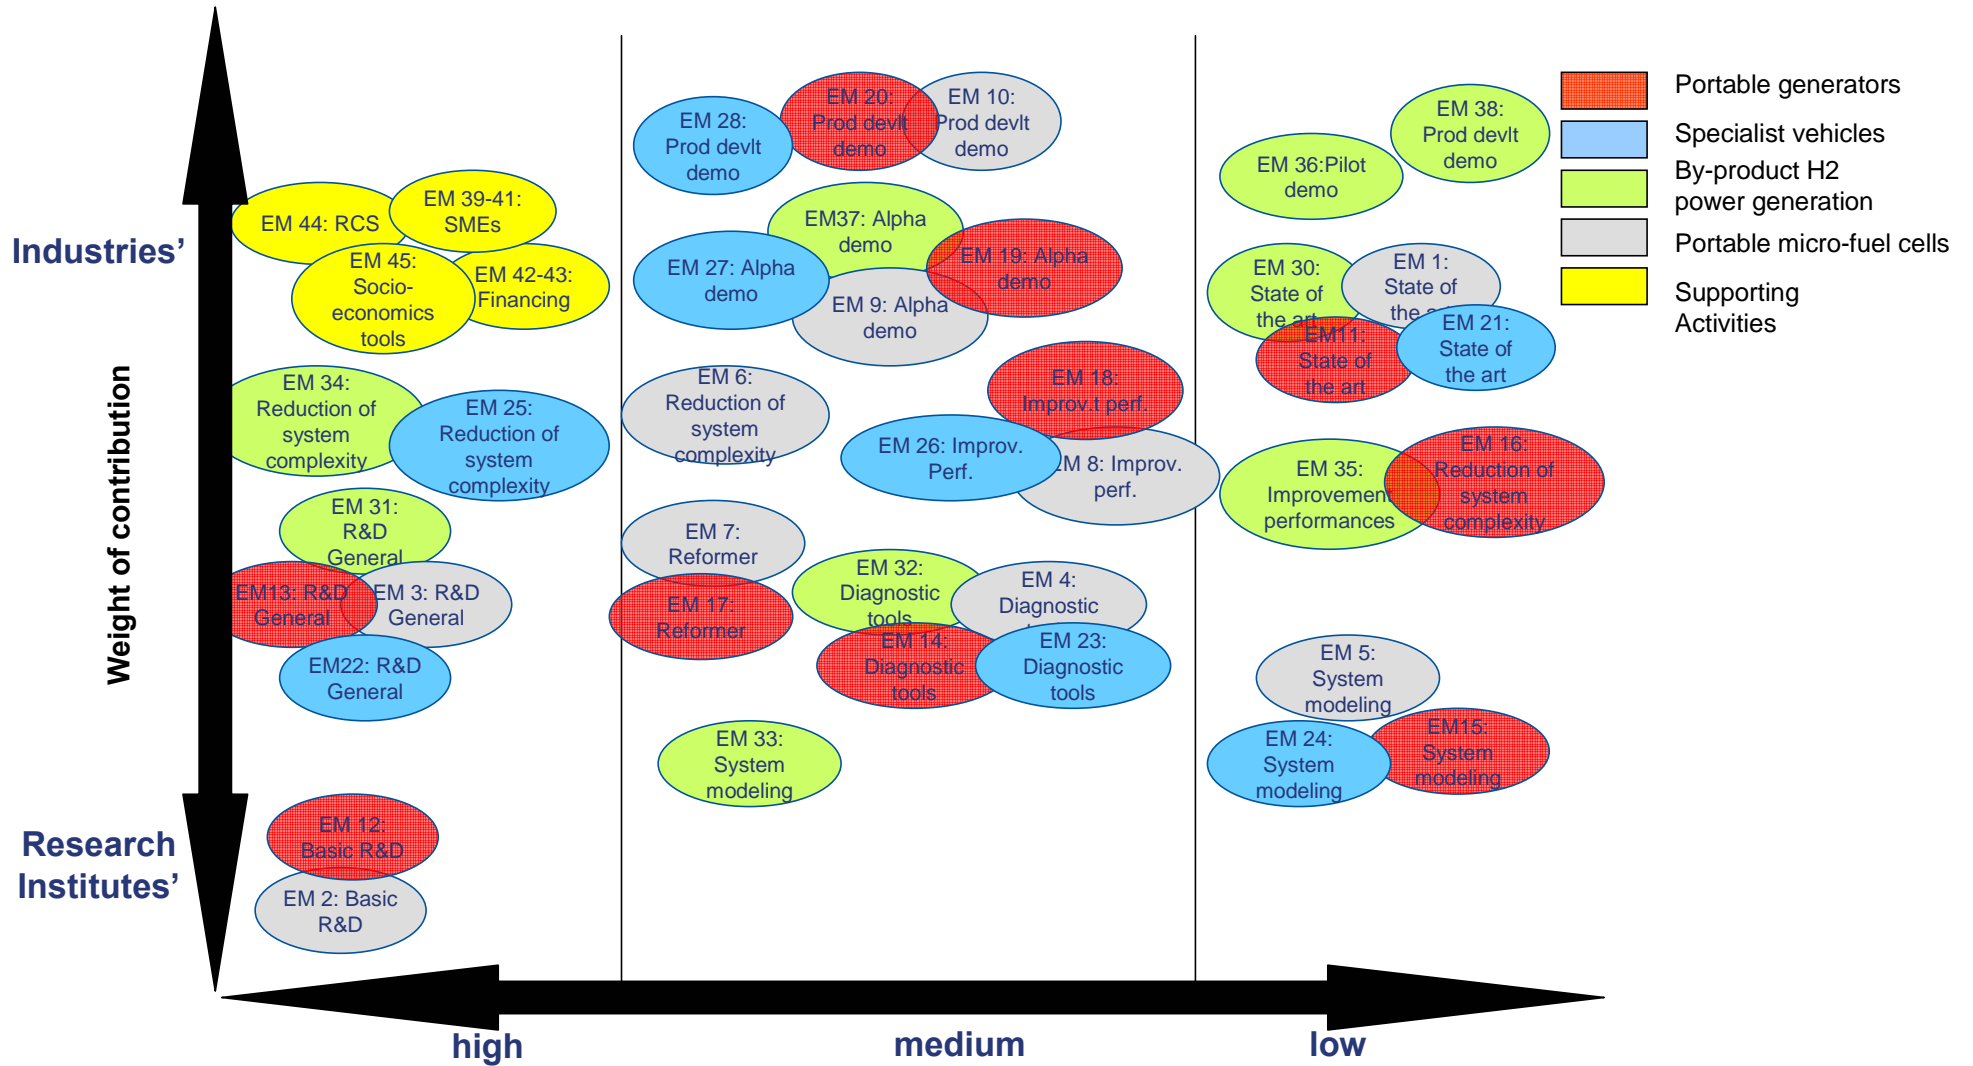 EM 28:
Prod devlt
demo
EM 20:
Prod devlt
demo
EM 10:
Prod devlt
demo
EM 38:
Prod devlt
demo
EM 36:Pilot
demo
Portable generators
Specialist vehicles
By-product H2
power generation
Portable micro-fuel cells
Supporting
Activities
Industries’
EM 44: RCS
EM 39-41:
SMEs
EM 45:
Socio-
economics
tools
EM 42-43:
Financing
EM37: Alpha
demo
EM 27: Alpha
demo
EM 19: Alpha
demo
EM 9: Alpha
demo
EM 30:
State of
the art
EM 1:
State of
the
EM11:
State of
the art
EM 21:
State of
the art
Weight of contribution
EM 34:
Reduction of
system
complexity
EM 25:
Reduction of
system
complexity
EM 6:
Reduction of
system
complexity
EM 18:
Improv.t perf.
EM 26: Improv.
Perf.
EM 8: Improv.
perf.
EM 35:
Improvement
performances
EM 16:
Reduction of
system
complexity
EM 31:
R&D
General
EM13: R&D
General
EM 3: R&D
General
EM22: R&D
General
EM 7:
Reformer
EM 17:
Reformer
EM 32:
Diagnostic
tools
EM 4:
Diagnostic
EM 14:
Diagnostic
tools
EM 23:
Diagnostic
tools
EM 33:
System
modeling
EM 5:
System
modeling
EM 24:
System
modeling
EM15:
System
modeling
Research
Institutes’
EM 12:
Basic R&D
EM 2: Basic
R&D
high
medium
low